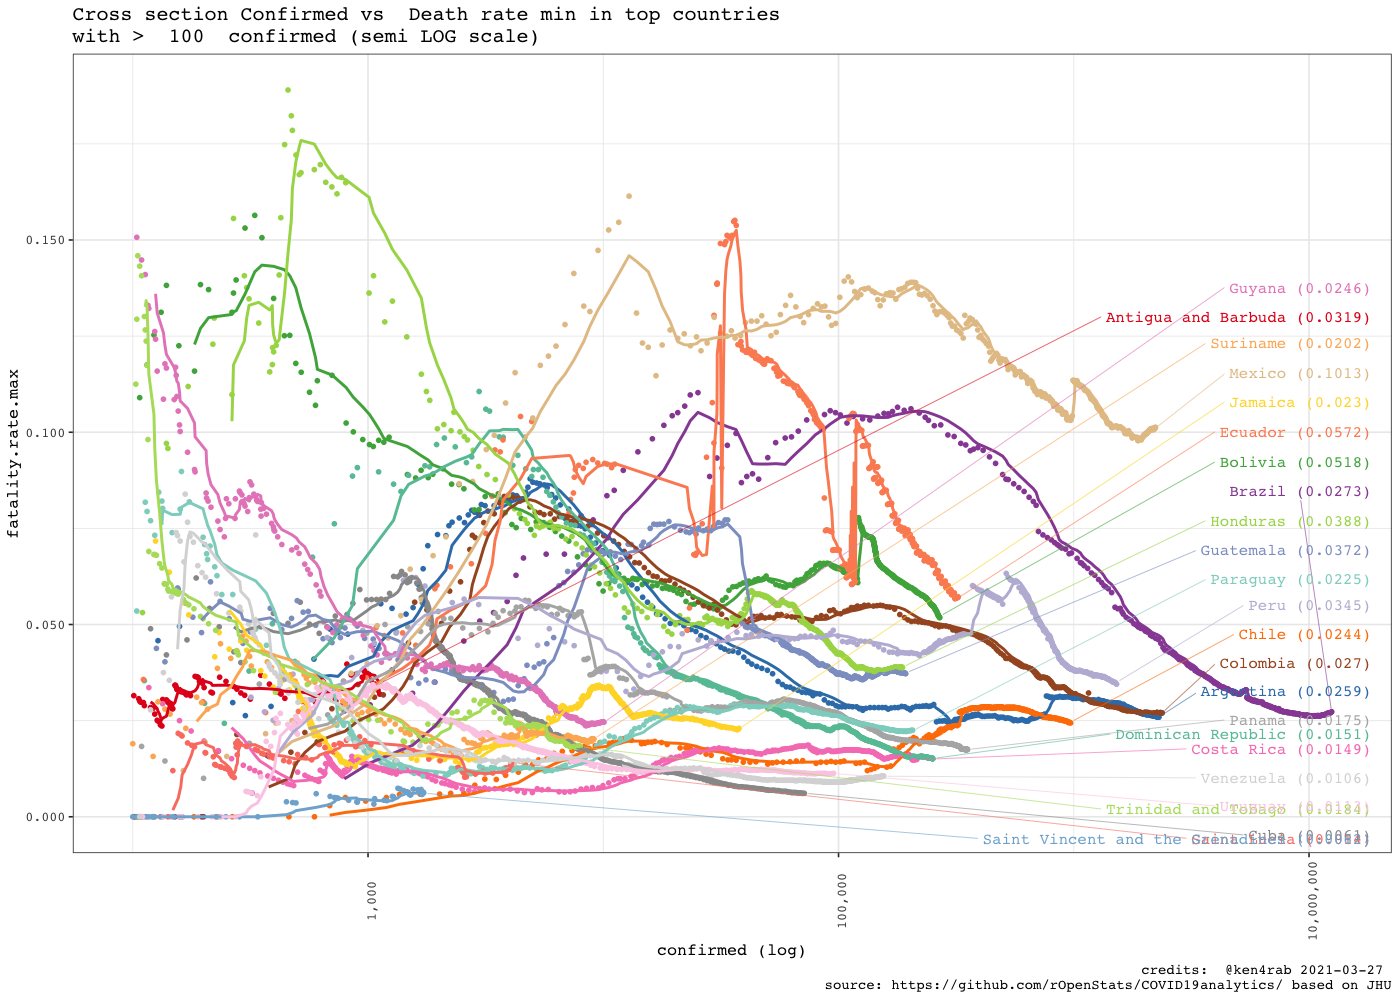 Cross section Confirmed vs  Death rate min in top countries
with >  100  confirmed (semi LOG scale)
fatality.rate.max
0.150
0.100
0.050
0.000
Guyana (0.0246)
Antigua and Barbuda (0.0319)
Suriname (0.0202)
Mexico (0.1013)
Jamaica (0.023)
Ecuador (0.0572)
Bolivia (0.0518)
Brazil (0.0273)
Honduras (0.0388)
Guatemala (0.0372)
Paraguay (0.0225)
Peru (0.0345)
Chile (0.0244)
Colombia (0.027)
Argentina (0.0259)
Panama (0.0175)
Dominican Republic (0.0151)
Costa Rica (0.0149)
Venezuela (0.0106)
Uruguay
Trinidad and Tobago (0.0184)
Cuba (0.0061)
Saint Vincent and the Grenadines
1,000
100,000
10,000,000
confirmed (log)
credits:  @ken4rab 2021-03-27
source: https://github.com/rOpenStats/COVID19analytics/ based on JHU